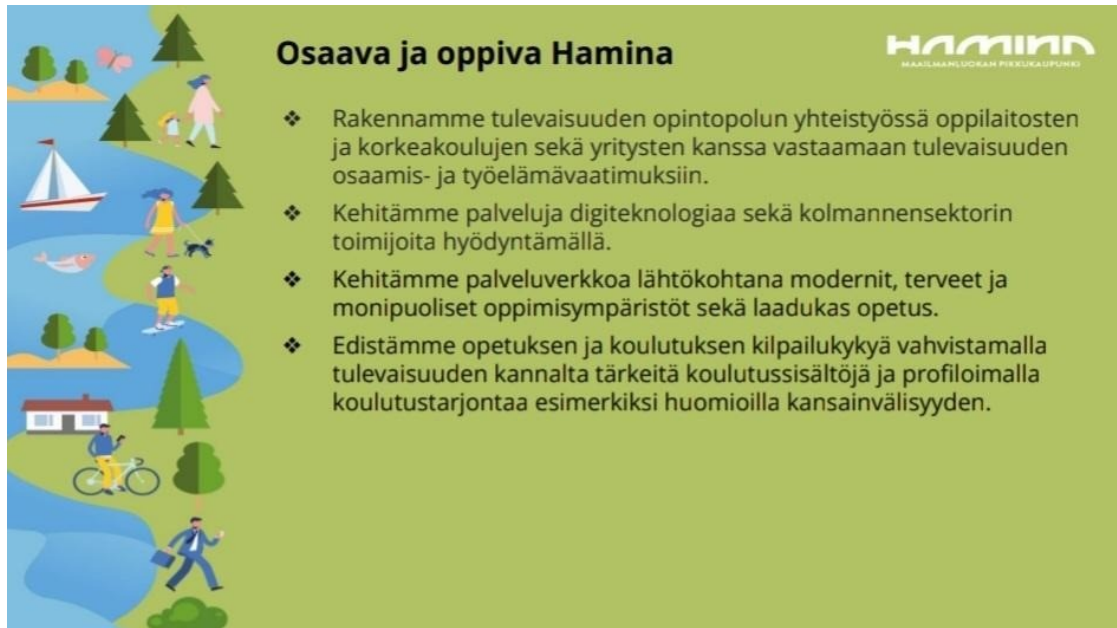 Osaava ja oppiva Hamina
HAMINA
MAAILMANLUOKAN PIKKUKAUPUNKI
❖ Rakennamme tulevaisuuden opintopolun yhteistyössä oppilaitosten
ja korkeakoulujen sekä yritysten kanssa vastaamaan tulevaisuuden
osaamis- ja työelämävaatimuksiin.
❖ Kehitämme palveluja digiteknologiaa sekä kolmannensektorin
toimijoita hyödyntämällä.
❖ Kehitämme palveluverkkoa lähtökohtana modernit, terveet ja
monipuoliset oppimisympäristöt sekä laadukas opetus.
❖ Edistämme opetuksen ja koulutuksen kilpailukykyä vahvistamalla
tulevaisuuden kannalta tärkeitä koulutussisältöjä ja profiloimalla
koulutustarjontaa esimerkiksi huomioilla kansainvälisyyden.